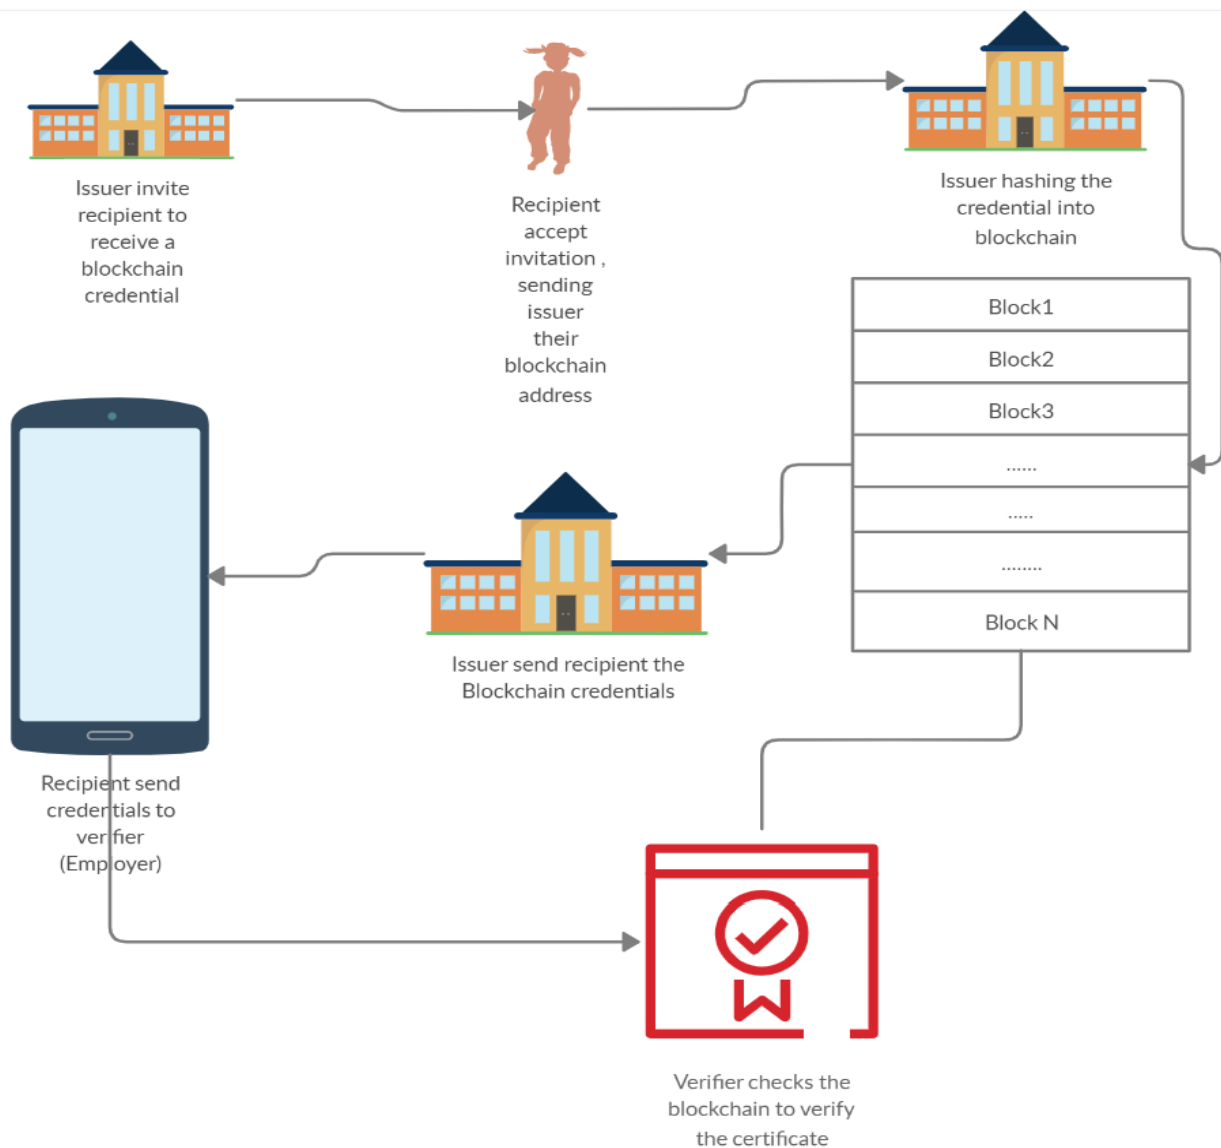 Issuer invite
recipient to
receive a
blockchain
credential
Recipient
accept
invitation ,
sending
issuer
their
blockchain
address
Issuer hashing the
credential into
blockchain
Block1
Block2
Block3
......
.....
........
Block N
Issuer send recipient the
Blockchain credentials
Recipient send
credentials to
verifier
(Employer)
Verifier checks the
blockchain to verify
the certificate